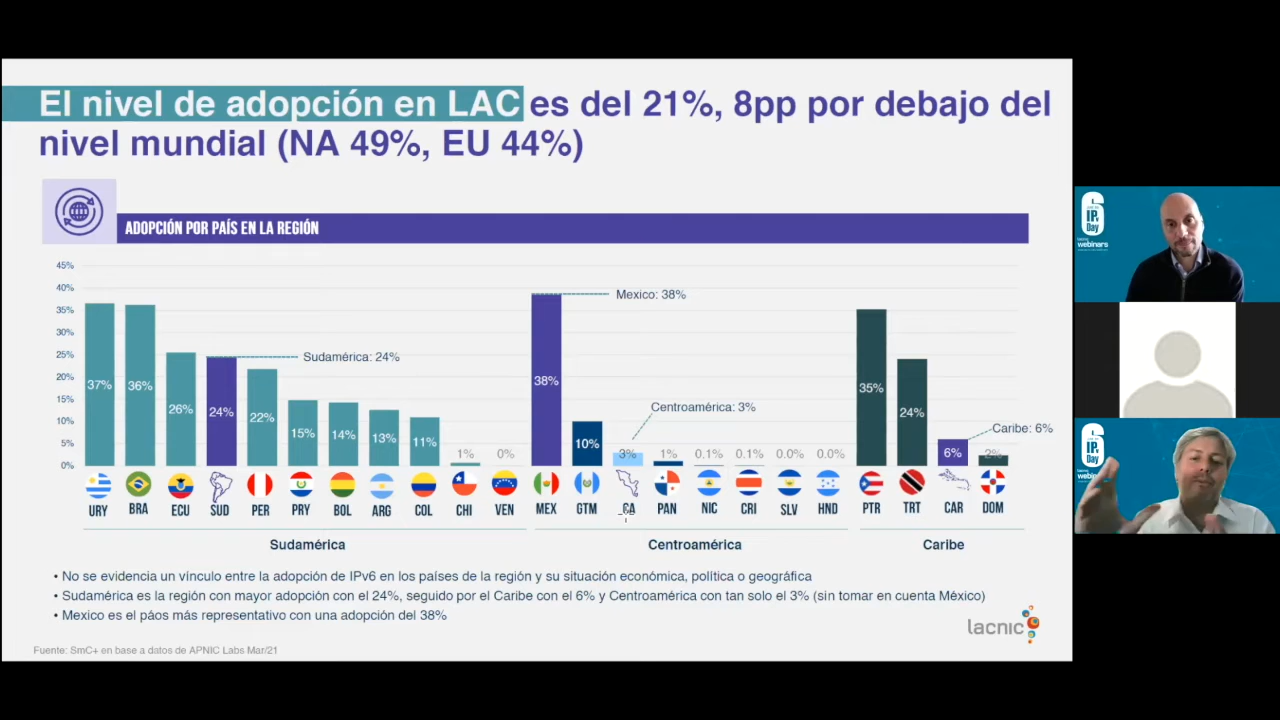 El nivel de adopción en LAC es del 21%, 8pp por debajo del
nivel mundial (NA 49%, EU 44%)
ADOPCIÓN POR PAÍS EN LA REGIÓN
45%
40%
35%
30%
25%
20%
15%
10%
5%
0%
37%
36%
26%
24%
22%
15%
14%
13%
11%
1%
0%
Sudamérica: 24%
38%
10%
3%
1%
0.1%
0.1%
0.0%
0.0%
Mexico: 38%
Centroamérica: 3%
35%
24%
6%
2%
Caribe: 6%
URY BRA ECU SUD PER PRY BOL ARG COL CHI VEN MEX GTM CA PAN NIC CRI SLV HND PTR TRT CAR DOM
Sudamérica Centroamérica Caribe
• No se evidencia un vínculo entre la adopción de IPv6 en los países de la región y su situación económica, política o geográfica
• Sudamérica es la región con mayor adopción con el 24%, seguido por el Caribe con el 6% y Centroamérica con tan solo el 3% (sin tomar en cuenta México)
• Mexico es el páos más representativo con una adopción del 38%
lacnic
Fuente: SmC+ en base a datos de APNIC Labs Mar/21
6
IPv6
Day
webinars
6
IPv6
Day